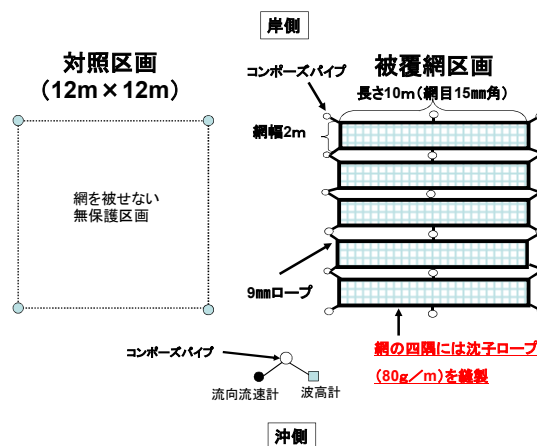 岸側
対照区画
(12m×12m)
コンポーズパイプ
被覆網区画
長さ10m(網目15mm角)
網幅2m
網を被せない
無保護区画
9mmロープ
コンポーズパイプ
流向流速計
波高計
網の四隅には沈子ロープ
(80g/m)を縫製
沖側